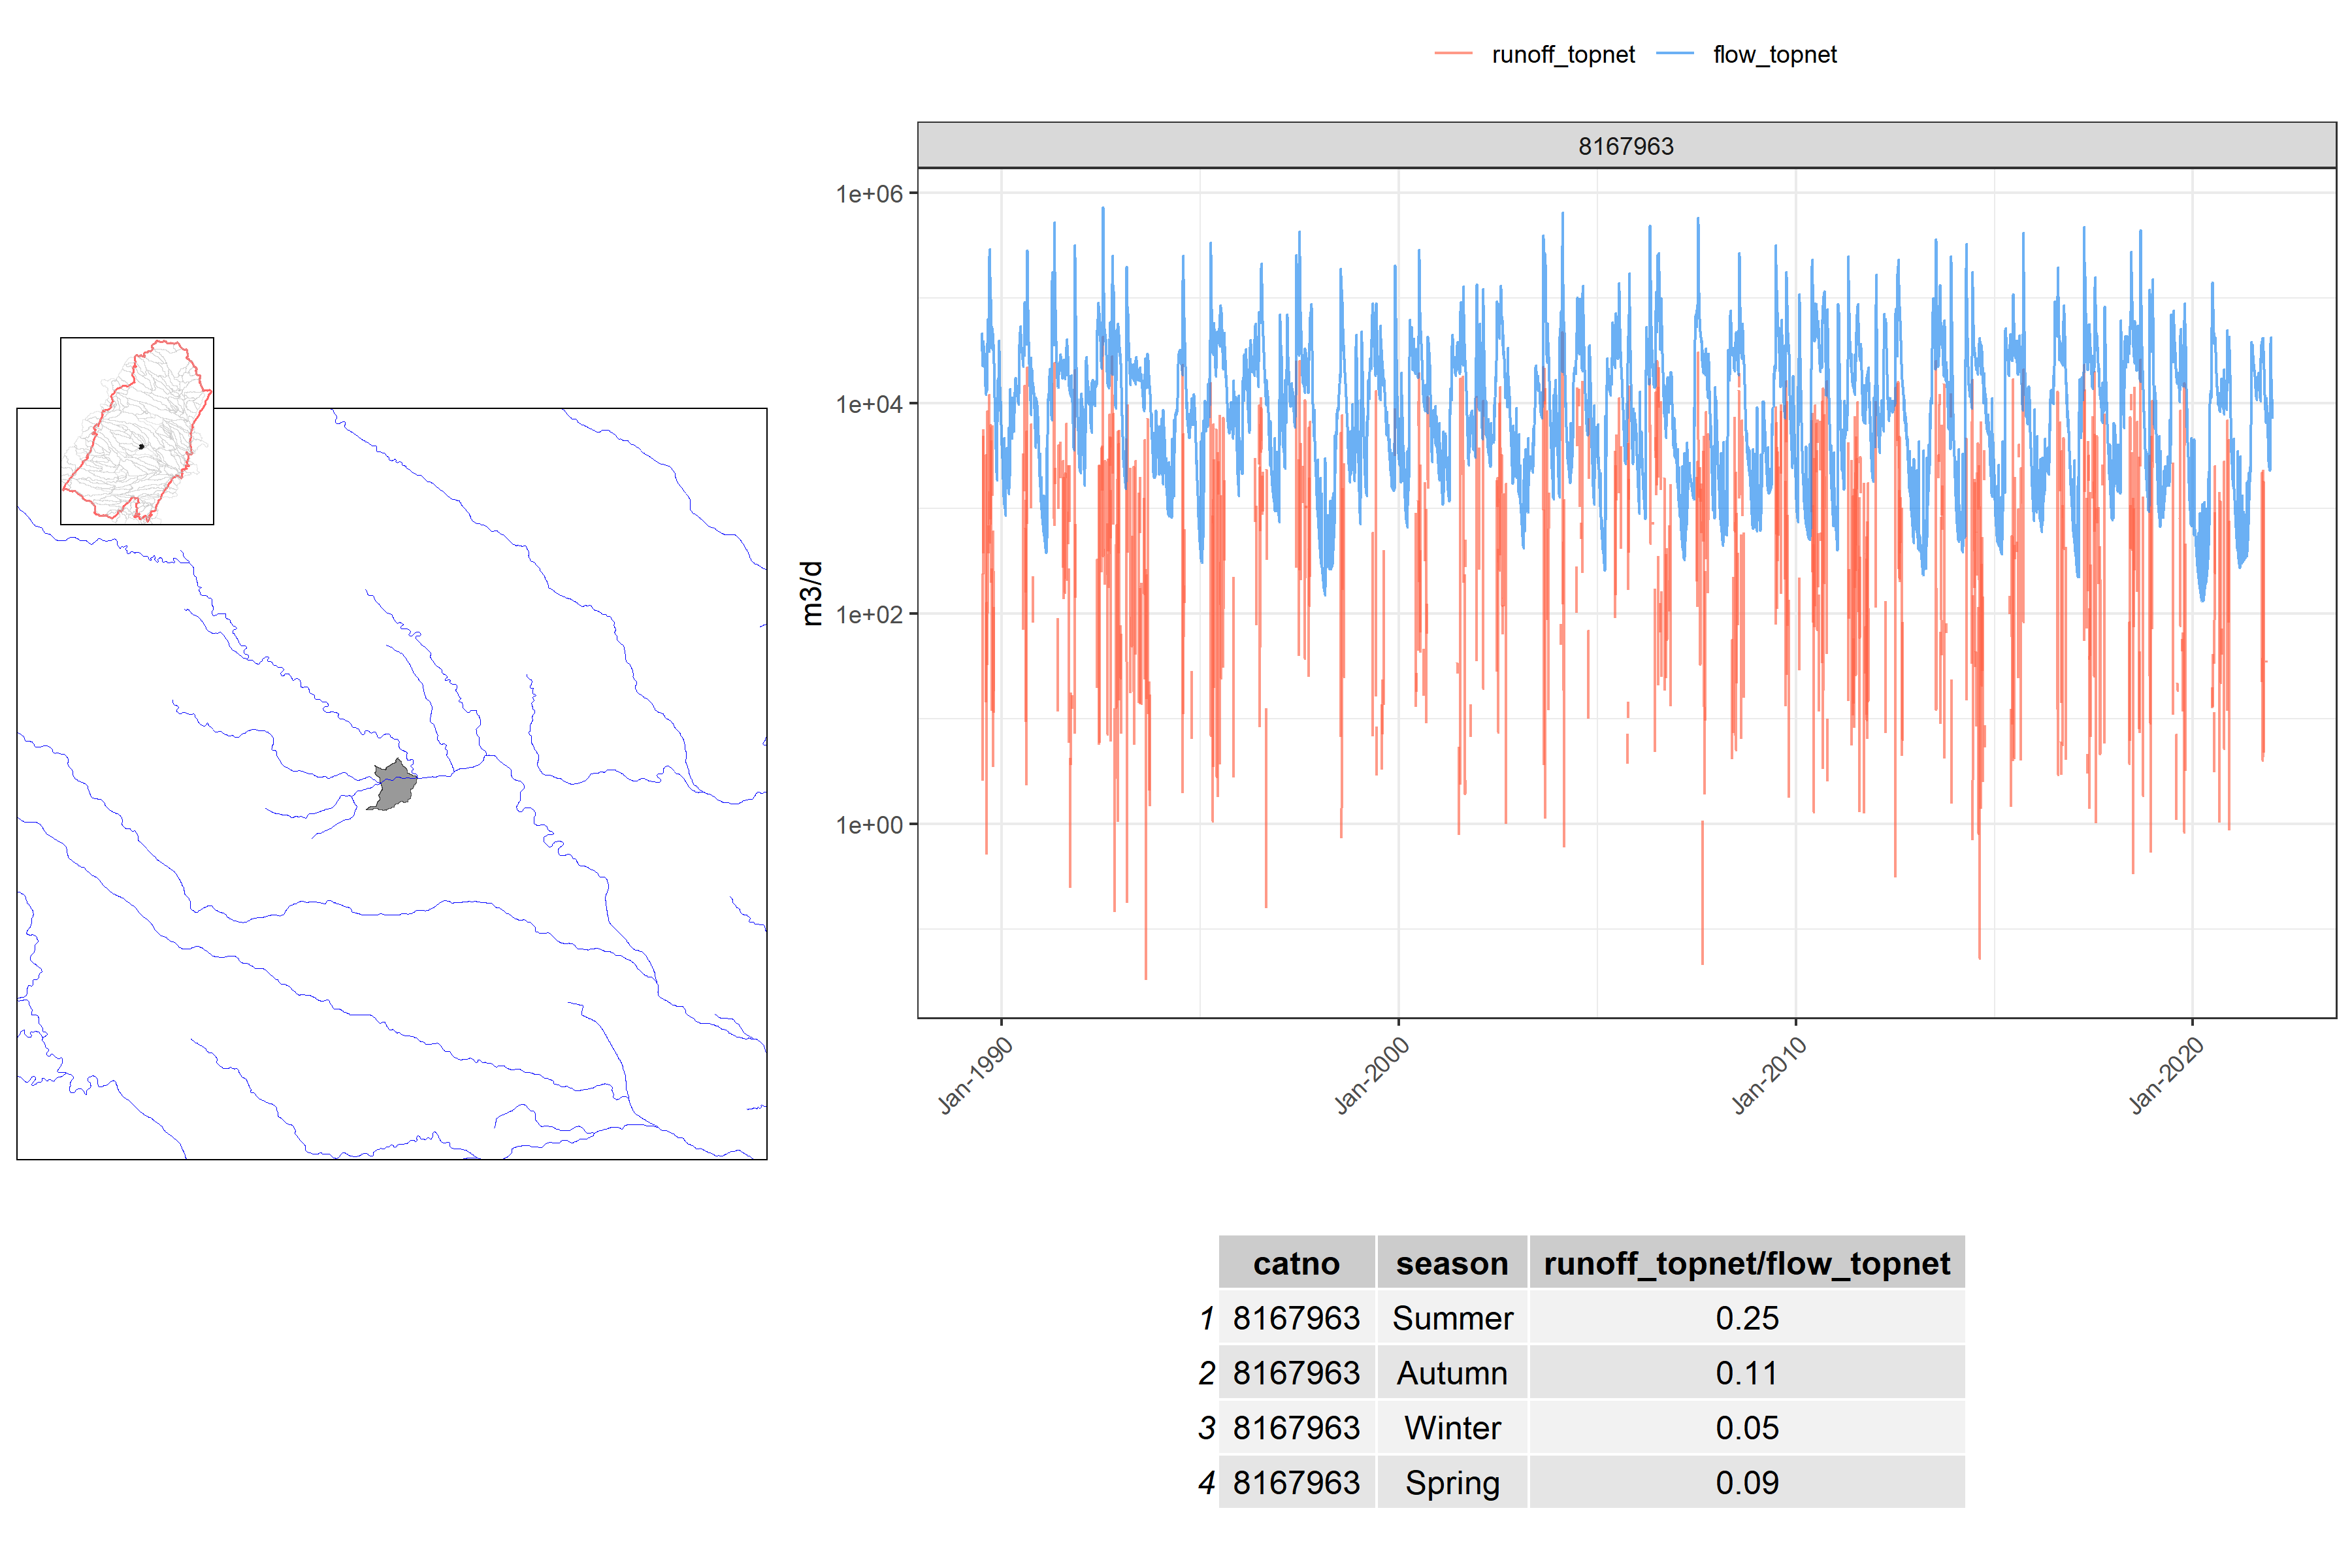 runoff_topnet flow_topnet
8167963
1e+06
1e+04
1e+02
1e+00
m3/d
Jan-1990 Jan-2000 Jan-2010 Jan-2020
catno season runoff_topnet/flow_topnet
1 8167963 Summer 0.25
2 8167963 Autumn 0.11
3 8167963 Winter 0.05
4 8167963 Spring 0.09